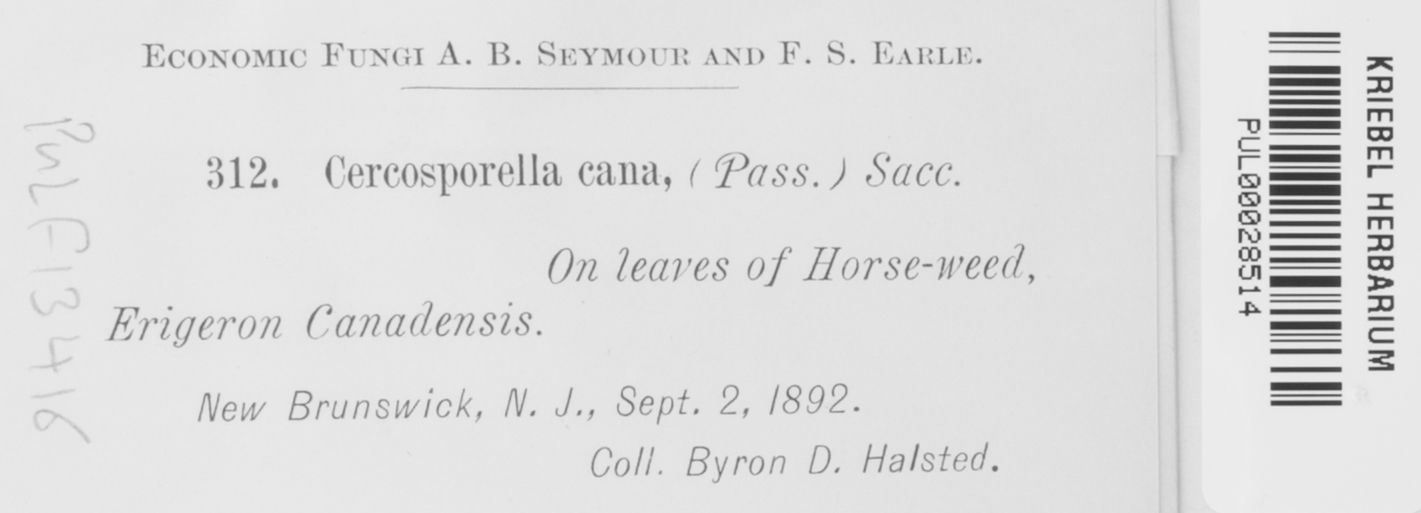 ECONOMIC FUNGI A. B. SEYMOUR AND F. S. EARLE.
312. Cercosporella cana, (Pass.) Sacc.
On leaves of Horse-weed,
Erigeron Canadensis.
New Brunswick, N. J., Sept. 2, 1892.
Coll. Byron D. Halsted.
PUL F13416
KRIEBEL HERBARIUM
PUL00028514